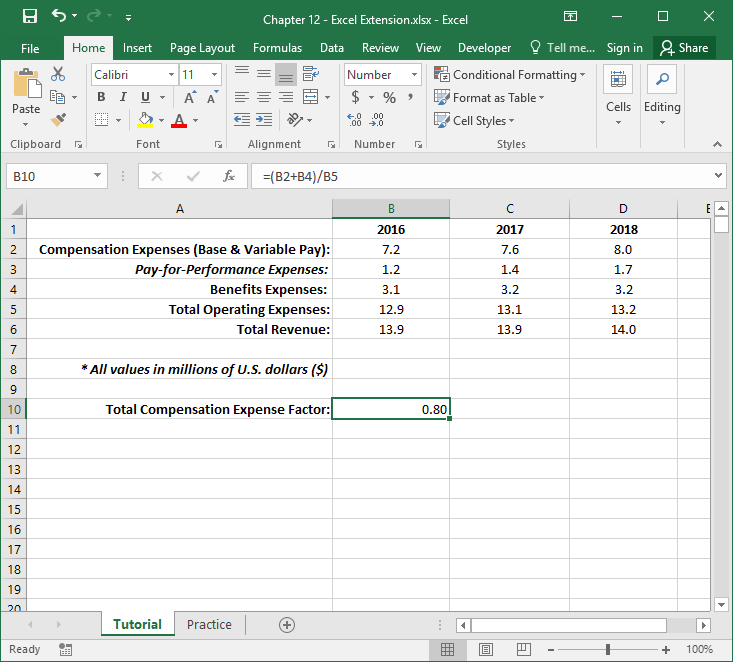 Chapter 12 - Excel Extension.xlsx - Excel
File Home Insert Page Layout Formulas Data Review View Developer Tell me... Sign in Share
Calibri 11 Number Conditional Formatting
Paste B I U A A $ % , Format as Table Cells Editing
A .0 .00 Cell Styles
Clipboard Font Alignment Number Styles
B10 fx =(B2+B4)/B5
A B C D E
1 2016 2017 2018
2 Compensation Expenses (Base & Variable Pay): 7.2 7.6 8.0
3 Pay-for-Performance Expenses: 1.2 1.4 1.7
4 Benefits Expenses: 3.1 3.2 3.2
5 Total Operating Expenses: 12.9 13.1 13.2
6 Total Revenue: 13.9 13.9 14.0
7
8 * All values in millions of U.S. dollars ($)
9
10 Total Compensation Expense Factor: 0.80
11
12
13
14
15
16
17
18
19
20
Tutorial Practice
Ready 100%